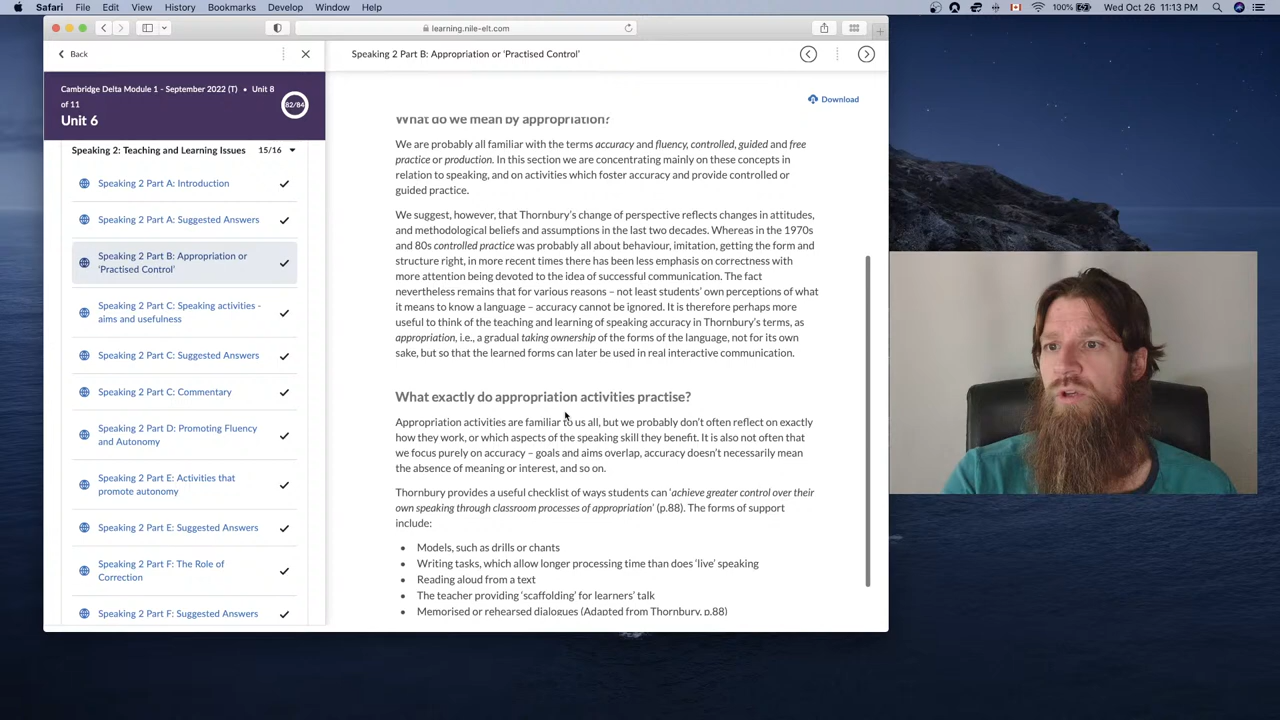 Safari File Edit View History Bookmarks Develop Window Help 100% Wed Oct 26 11:13 PM
learning.nile-elt.com
Back
Speaking 2 Part B: Appropriation or 'Practised Control'
Cambridge Delta Module 1 - September 2022 (T) • Unit 8
of 11
82/84
Unit 6
Speaking 2: Teaching and Learning Issues 15/16
Speaking 2 Part A: Introduction
Speaking 2 Part A: Suggested Answers
Speaking 2 Part B: Appropriation or
'Practised Control'
Speaking 2 Part C: Speaking activities -
aims and usefulness
Speaking 2 Part C: Suggested Answers
Speaking 2 Part C: Commentary
Speaking 2 Part D: Promoting Fluency
and Autonomy
Speaking 2 Part E: Activities that
promote autonomy
Speaking 2 Part E: Suggested Answers
Speaking 2 Part F: The Role of
Correction
Speaking 2 Part F: Suggested Answers
Download
What do we mean by appropriation?
We are probably all familiar with the terms accuracy and fluency, controlled, guided and free
practice or production. In this section we are concentrating mainly on these concepts in
relation to speaking, and on activities which foster accuracy and provide controlled or
guided practice.
We suggest, however, that Thornbury's change of perspective reflects changes in attitudes,
and methodological beliefs and assumptions in the last two decades. Whereas in the 1970s
and 80s controlled practice was probably all about behaviour, imitation, getting the form and
structure right, in more recent times there has been less emphasis on correctness with
more attention being devoted to the idea of successful communication. The fact
nevertheless remains that for various reasons – not least students' own perceptions of what
it means to know a language – accuracy cannot be ignored. It is therefore perhaps more
useful to think of the teaching and learning of speaking accuracy in Thornbury's terms, as
appropriation, i.e., a gradual taking ownership of the forms of the language, not for its own
sake, but so that the learned forms can later be used in real interactive communication.
What exactly do appropriation activities practise?
Appropriation activities are familiar to us all, but we probably don't often reflect on exactly
how they work, or which aspects of the speaking skill they benefit. It is also not often that
we focus purely on accuracy – goals and aims overlap, accuracy doesn't necessarily mean
the absence of meaning or interest, and so on.
Thornbury provides a useful checklist of ways students can 'achieve greater control over their
own speaking through classroom processes of appropriation' (p.88). The forms of support
include:
• Models, such as drills or chants
• Writing tasks, which allow longer processing time than does 'live' speaking
• Reading aloud from a text
• The teacher providing 'scaffolding' for learners' talk
• Memorised or rehearsed dialogues (Adapted from Thornbury, p.88)